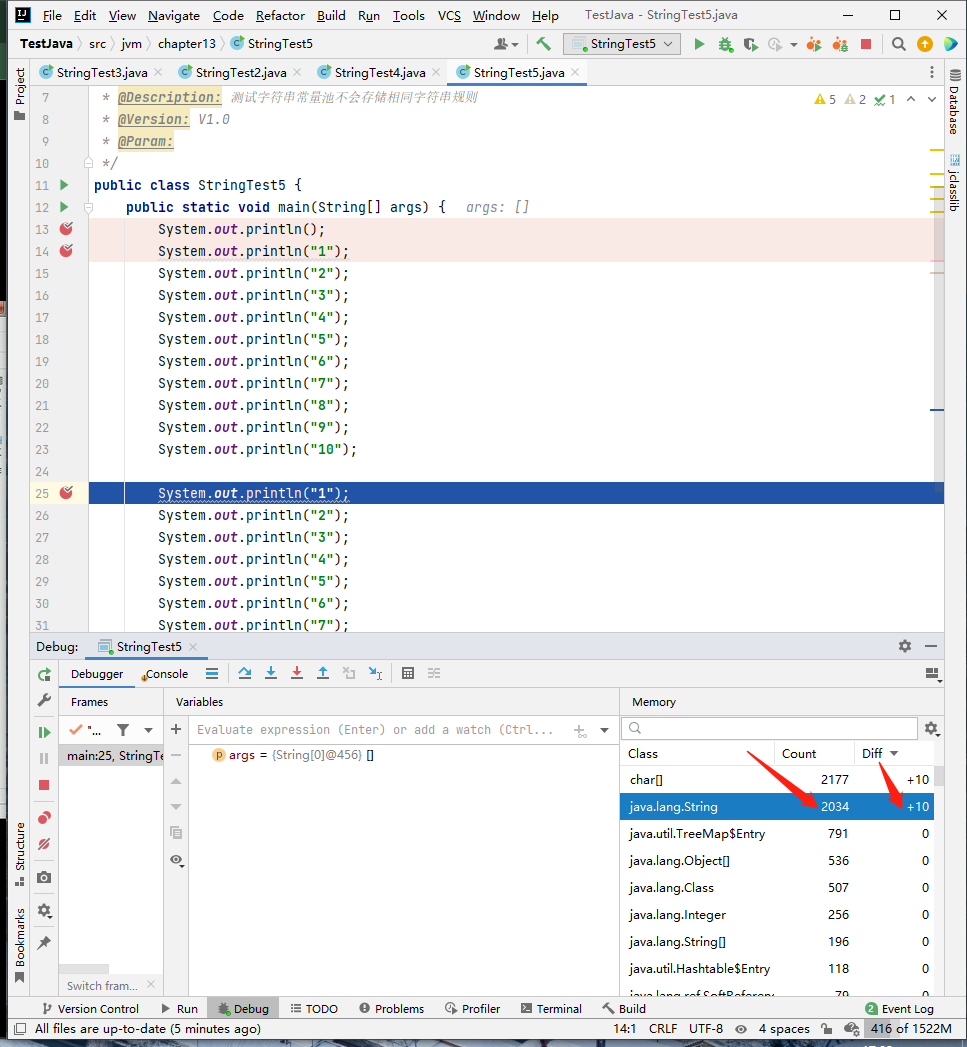 File Edit View Navigate Code Refactor Build Run Tools VCS Window Help TestJava - StringTest5.java
TestJava src jvm chapter13 StringTest5 StringTest5
StringTest3.java StringTest2.java StringTest4.java StringTest5.java
Project
Database
jclasslib
5 2 1
7 * @Description: 测试字符串常量池不会存储相同字符串规则
8 * @Version: V1.0
9 * @Param:
10 */
11 public class StringTest5 {
12 public static void main(String[] args) { args: []
13 System.out.println();
14 System.out.println("1");
15 System.out.println("2");
16 System.out.println("3");
17 System.out.println("4");
18 System.out.println("5");
19 System.out.println("6");
20 System.out.println("7");
21 System.out.println("8");
22 System.out.println("9");
23 System.out.println("10");
24
25 System.out.println("1");
26 System.out.println("2");
27 System.out.println("3");
28 System.out.println("4");
29 System.out.println("5");
30 System.out.println("6");
31 System.out.println("7");
Debug: StringTest5
Debugger Console
Frames Variables Memory
"... Evaluate expression (Enter) or add a watch (Ctrl...
main:25, StringTe args = {String[0]@456} []
Class Count Diff
char[] 2177 +10
java.lang.String 2034 +10
java.util.TreeMap$Entry 791 0
java.lang.Object[] 536 0
java.lang.Class 507 0
java.lang.Integer 256 0
java.lang.String[] 196 0
java.util.Hashtable$Entry 118 0
java.lang.ref.SoftReferenc 79 0
Structure
Bookmarks
Switch fram...
Version Control Run Debug TODO Problems Profiler Terminal Build 2 Event Log
All files are up-to-date (5 minutes ago) 14:1 CRLF UTF-8 4 spaces 416 of 1522M